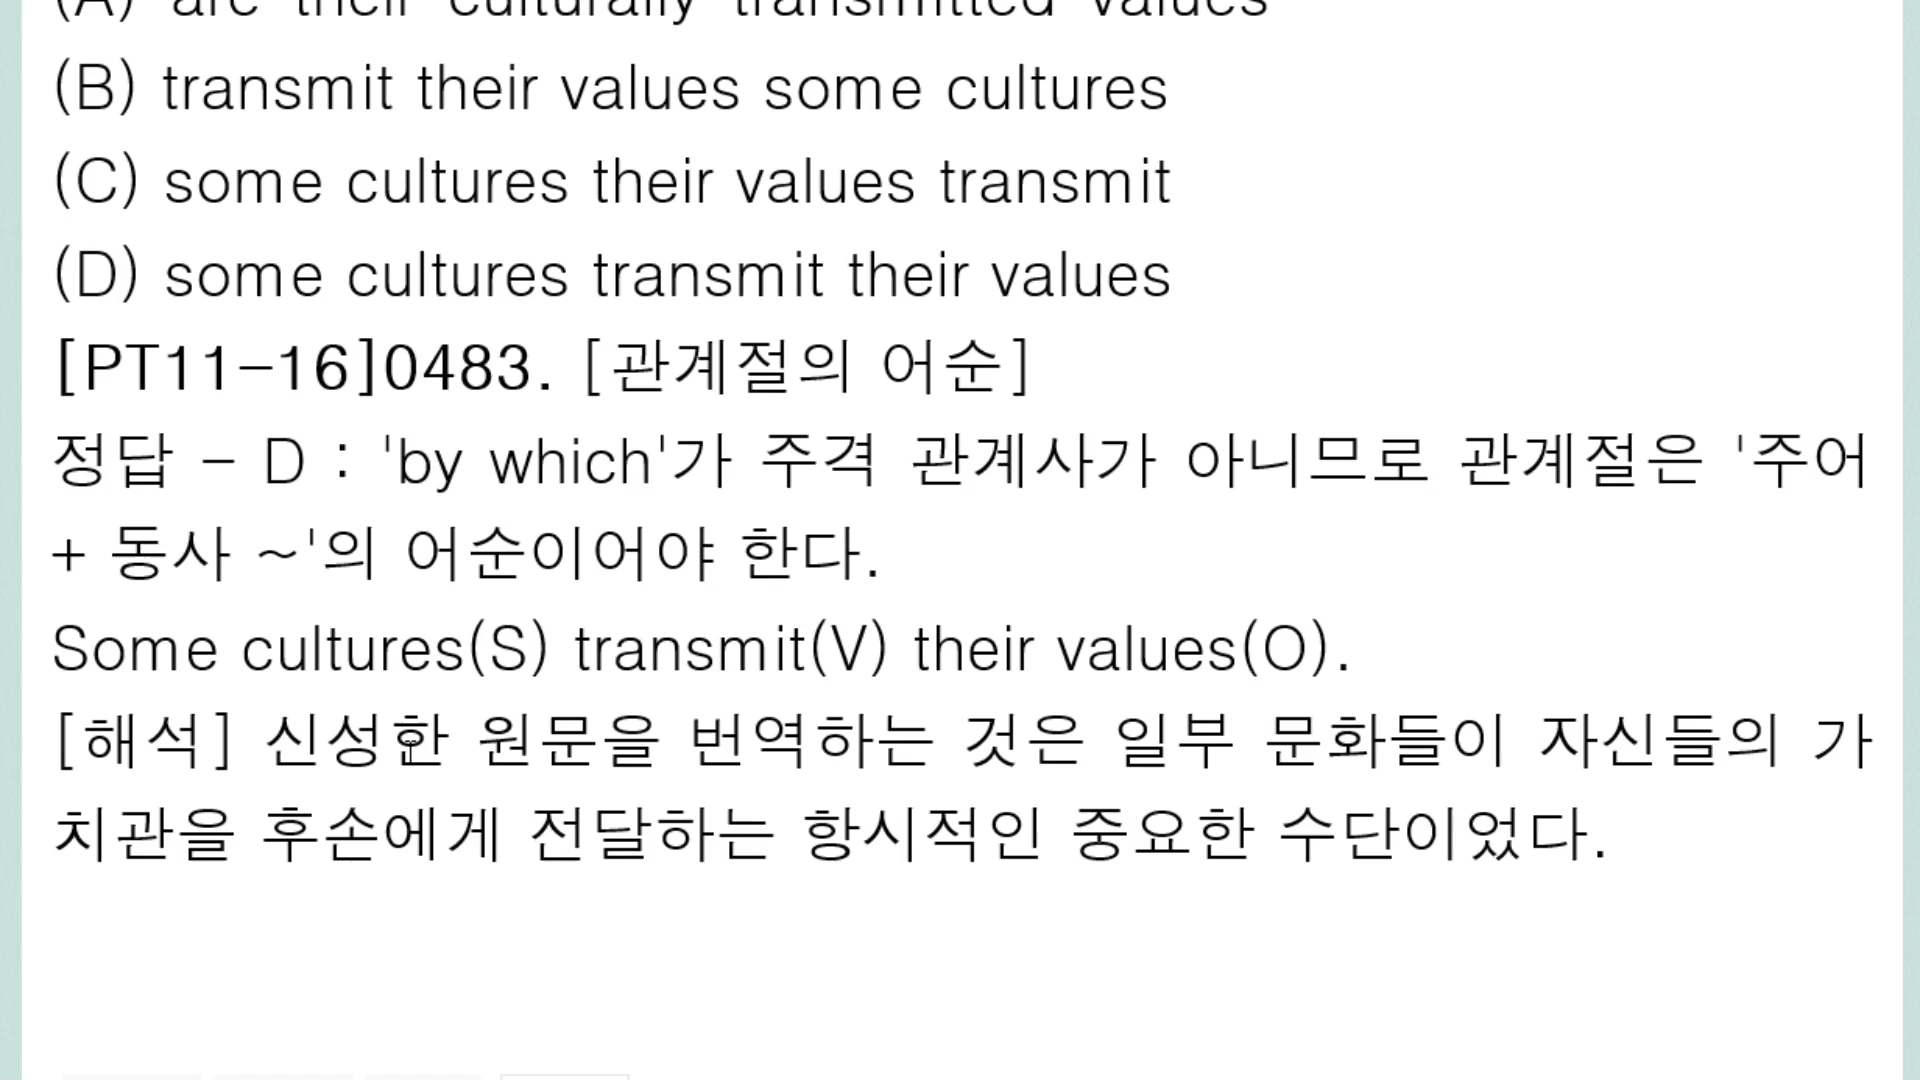 (A) are their culturally transmitted values
(B) transmit their values some cultures
(C) some cultures their values transmit
(D) some cultures transmit their values
[PT11-16]0483. [관계절의 어순]
정답 - D : 'by which'가 주격 관계사가 아니므로 관계절은 '주어
+ 동사 ~'의 어순이어야 한다.
Some cultures(S) transmit(V) their values(O).
[해석] 신성한 원문을 번역하는 것은 일부 문화들이 자신들의 가
치관을 후손에게 전달하는 항시적인 중요한 수단이었다.